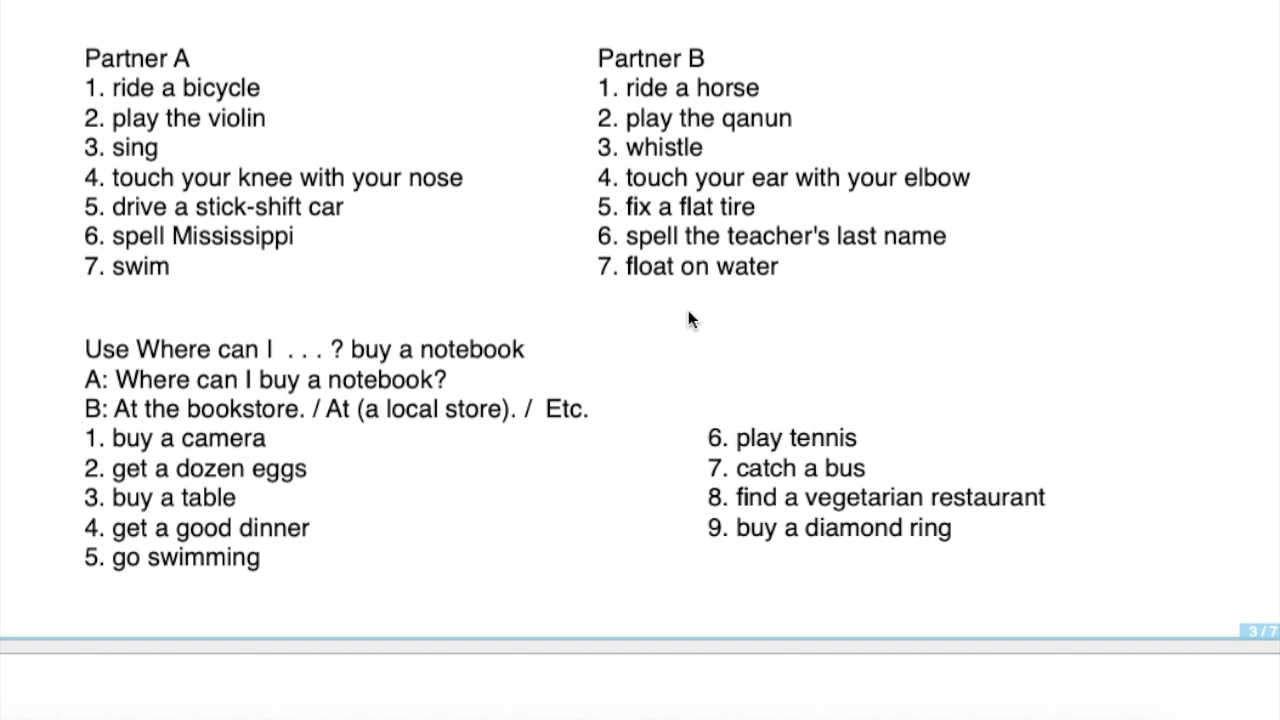 Partner A
1. ride a bicycle
2. play the violin
3. sing
4. touch your knee with your nose
5. drive a stick-shift car
6. spell Mississippi
7. swim
Partner B
1. ride a horse
2. play the qanun
3. whistle
4. touch your ear with your elbow
5. fix a flat tire
6. spell the teacher's last name
7. float on water
Use Where can I . . . ? buy a notebook
A: Where can I buy a notebook?
B: At the bookstore. / At (a local store). / Etc.
1. buy a camera
2. get a dozen eggs
3. buy a table
4. get a good dinner
5. go swimming
6. play tennis
7. catch a bus
8. find a vegetarian restaurant
9. buy a diamond ring
3 / 7